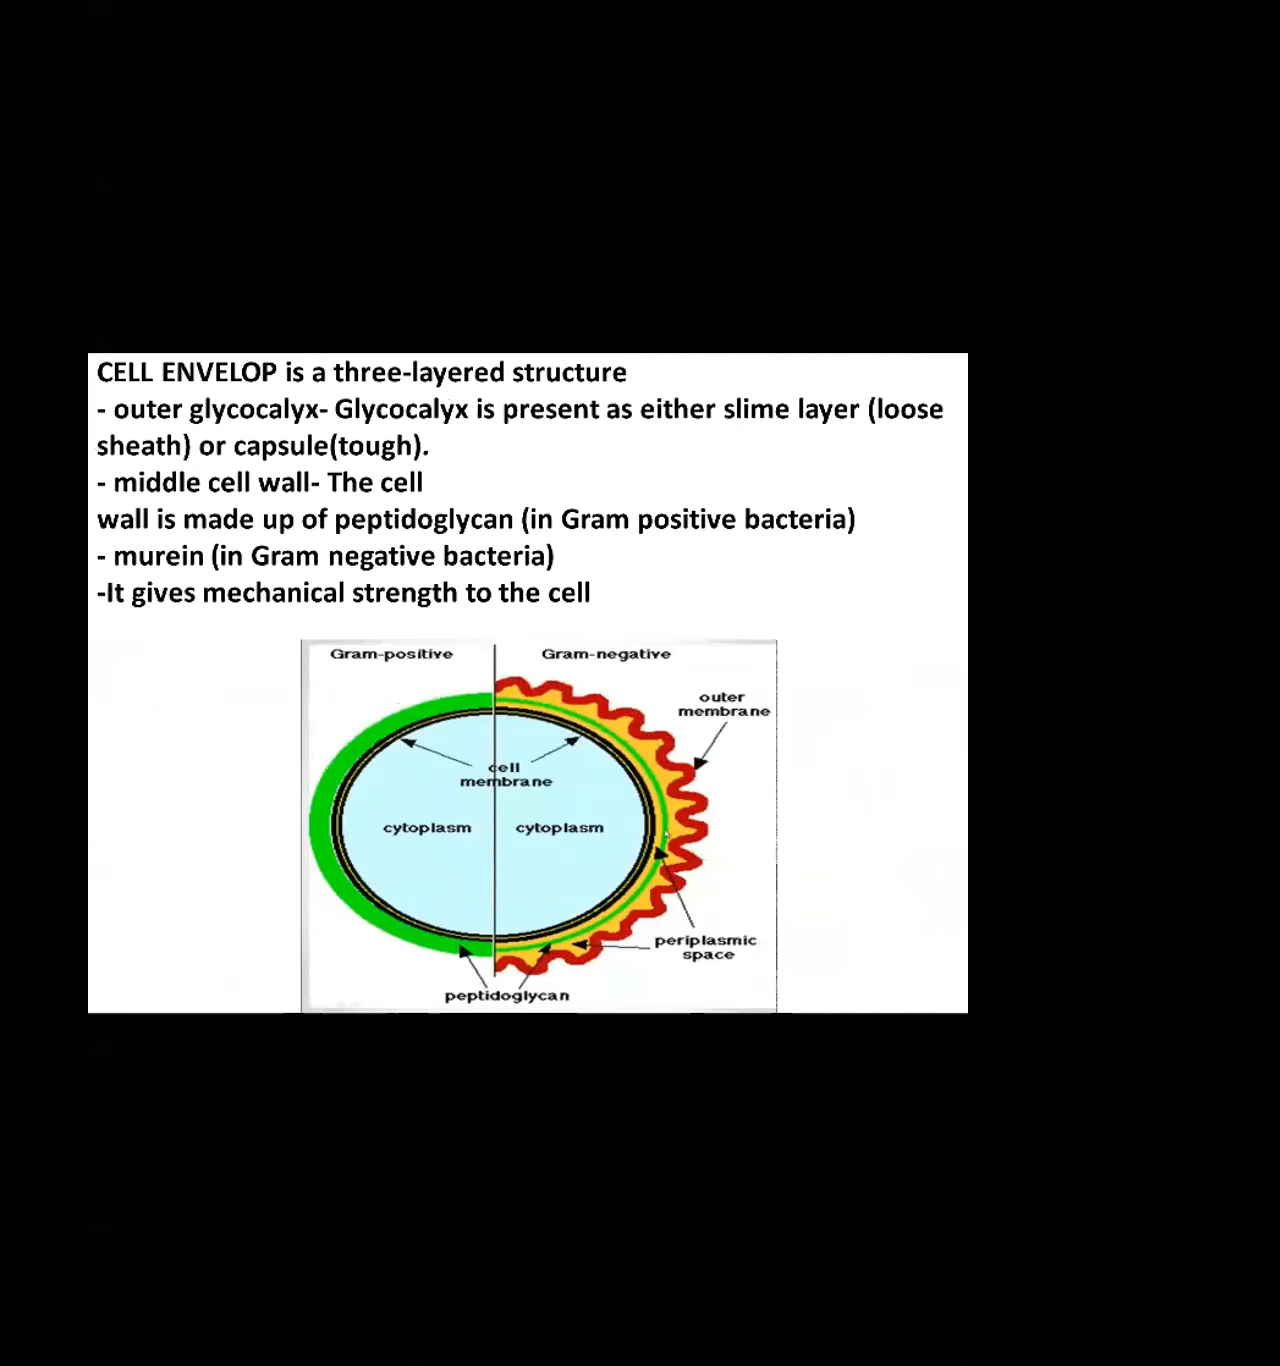 CELL ENVELOP is a three-layered structure
- outer glycocalyx- Glycocalyx is present as either slime layer (loose
sheath) or capsule(tough).
- middle cell wall- The cell
wall is made up of peptidoglycan (in Gram positive bacteria)
- murein (in Gram negative bacteria)
-It gives mechanical strength to the cell
Gram-positive
Gram-negative
outer
membrane
cell
membrane
cytoplasm
cytoplasm
periplasmic
space
peptidoglycan